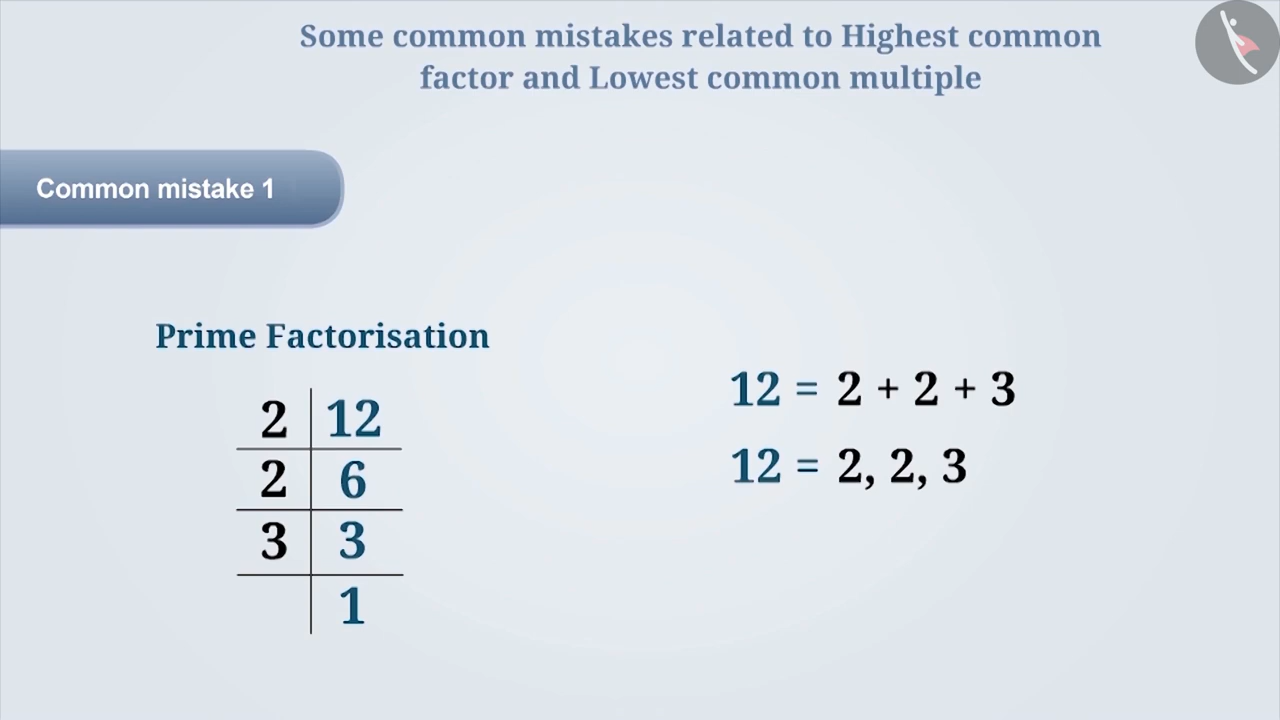 Some common mistakes related to Highest common
factor and Lowest common multiple
Common mistake 1
Prime Factorisation
2 12
2 6
3 3
1
12 = 2 + 2 + 3
12 = 2, 2, 3